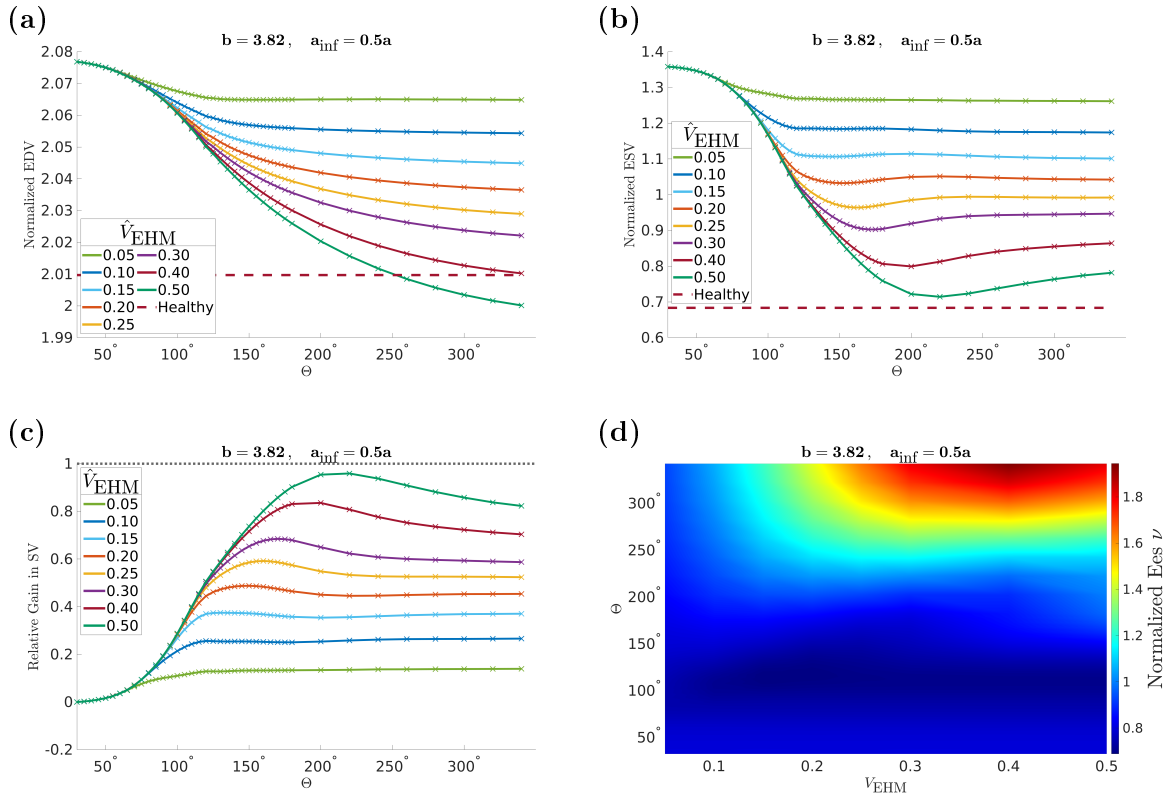 (a)
b = 3.82 , a_inf = 0.5a
Normalized EDV
2.08
2.07
2.06
2.05
2.04
2.03
2.02
2.01
2
1.99
V̂_EHM
0.05 0.30
0.10 0.40
0.15 0.50
0.20 Healthy
0.25
50° 100° 150° 200° 250° 300°
Θ
(b)
b = 3.82 , a_inf = 0.5a
Normalized ESV
1.4
1.3
1.2
1.1
1
0.9
0.8
0.7
0.6
V̂_EHM
0.05
0.10
0.15
0.20
0.25
0.30
0.40
0.50
Healthy
50° 100° 150° 200° 250° 300°
Θ
(c)
b = 3.82 , a_inf = 0.5a
Relative Gain in SV
1
0.8
0.6
0.4
0.2
0
-0.2
V̂_EHM
0.05
0.10
0.15
0.20
0.25
0.30
0.40
0.50
50° 100° 150° 200° 250° 300°
Θ
(d)
b = 3.82 , a_inf = 0.5a
Θ
300°
250°
200°
150°
100°
50°
0.1 0.2 0.3 0.4 0.5
V_EHM
1.8
1.6
1.4
1.2
1
0.8
Normalized Ees ν